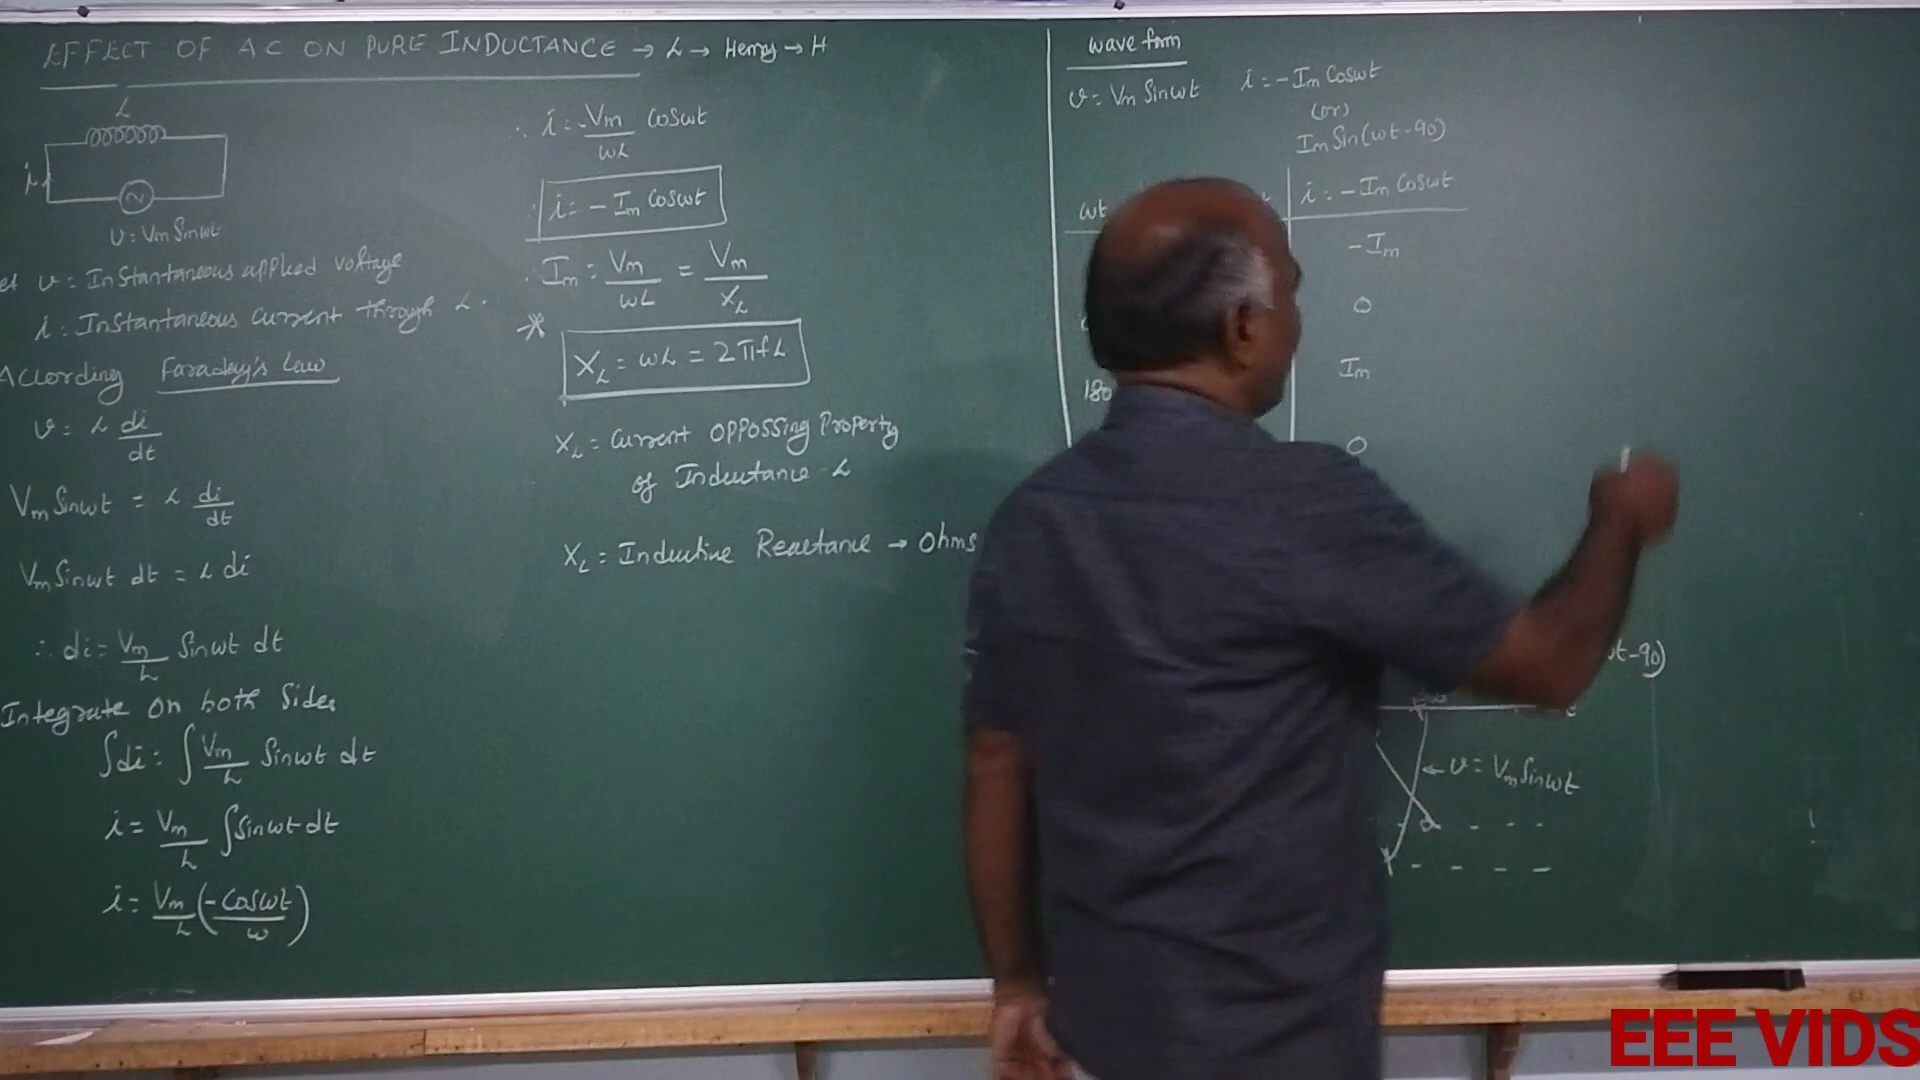 EFFECT OF AC ON PURE INDUCTANCE → L → Henry → H
L
i
v = Vm Sinωt
v = Instantaneous applied voltage
i = Instantaneous current through L.
According Faraday's Law
v = L di/dt
Vm Sinωt = L di/dt
Vm Sinωt dt = L di
∴ di = Vm/L Sinωt dt
Integrate on both Sides
∫di = ∫ Vm/L Sinωt dt
i = Vm/L ∫sinωt dt
i = Vm/L (-Cosωt/ω)
∴ i = -Vm/ωL Cosωt
∴ i = -Im Cosωt
∴ Im = Vm/ωL = Vm/XL
XL = ωL = 2πfL
XL = Current OPPOSSING Property
of Inductance L
XL = Inductive Reactance → Ohms
wave form
v = Vm Sinωt i = -Im Cosωt
(or)
Im Sin(ωt-90)
ωt i = -Im Cosωt
-Im
0
180 Im
0
ωt-90)
← v = Vm Sinωt
EEE VIDS